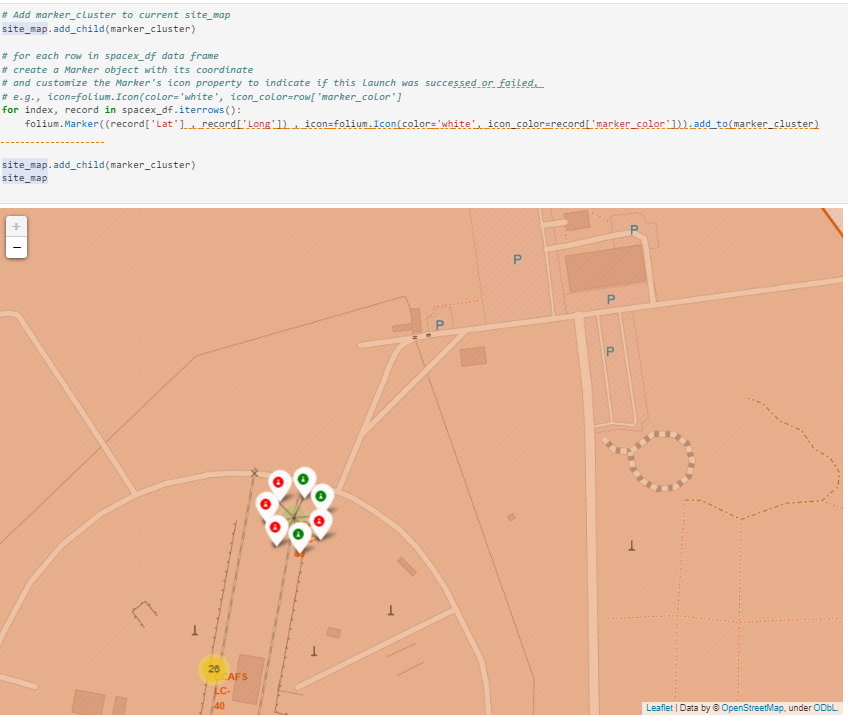 # Add marker_cluster to current site_map
site_map.add_child(marker_cluster)
# for each row in spacex_df data frame
# create a Marker object with its coordinate
# and customize the Marker's icon property to indicate if this launch was successed or failed,
# e.g., icon=folium.Icon(color='white', icon_color=row['marker_color']
for index, record in spacex_df.iterrows():
folium.Marker((record['Lat'] , record['Long']) , icon=folium.Icon(color='white', icon_color=record['marker_color'])).add_to(marker_cluster)
site_map.add_child(marker_cluster)
site_map
+
−
P
P
P
P
P
26
CAFS
LC-
40
Leaflet | Data by © OpenStreetMap, under ODbL.